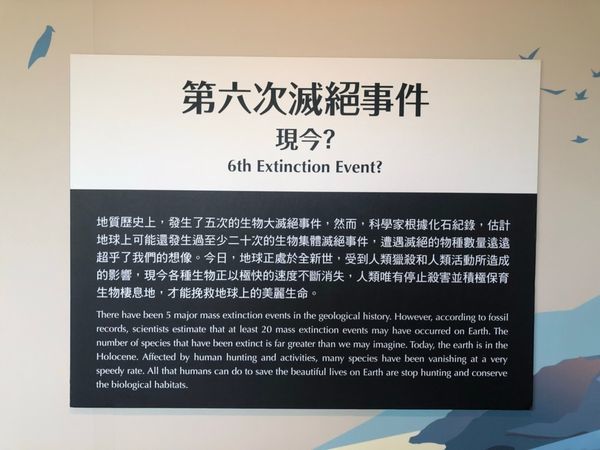 第六次滅絕事件
現今?
6th Extinction Event?
地質歷史上，發生了五次的生物大滅絕事件，然而，科學家根據化石紀錄，估計
地球上可能還發生過至少二十次的生物集體滅絕事件，遭遇滅絕的物種數量遠遠
超乎了我們的想像。今日，地球正處於全新世，受到人類獵殺和人類活動所造成
的影響，現今各種生物正以極快的速度不斷消失，人類唯有停止殺害並積極保育
生物棲息地，才能挽救地球上的美麗生命。
There have been 5 major mass extinction events in the geological history. However, according to fossil
records, scientists estimate that at least 20 mass extinction events may have occurred on Earth. The
number of species that have been extinct is far greater than we may imagine. Today, the earth is in the
Holocene. Affected by human hunting and activities, many species have been vanishing at a very
speedy rate. All that humans can do to save the beautiful lives on Earth are stop hunting and conserve
the biological habitats.